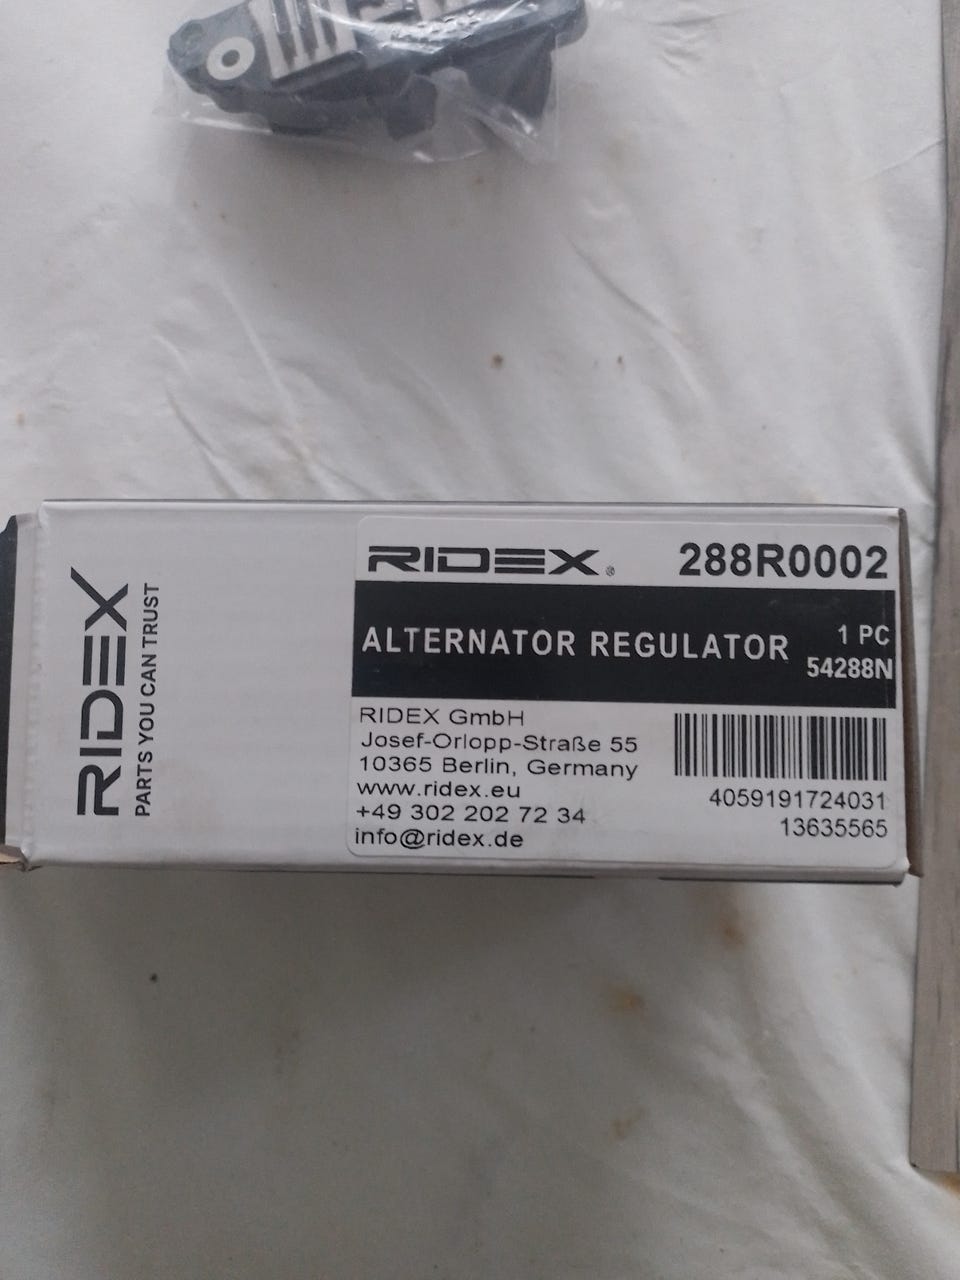 RIDEX
PARTS YOU CAN TRUST
RIDEX® 288R0002
ALTERNATOR REGULATOR 1 PC
54288N
RIDEX GmbH
Josef-Orlopp-Straße 55
10365 Berlin, Germany
www.ridex.eu
+49 302 202 72 34
info@ridex.de
4059191724031
13635565